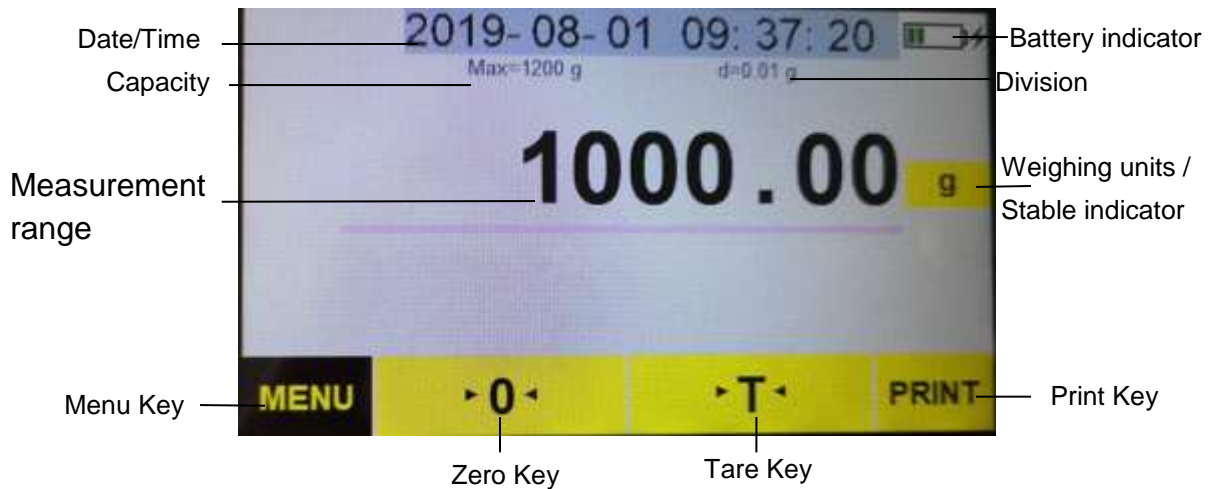 Date/Time
2019-08-01 09:37:20
Battery indicator
Capacity
Max=1200 g
d=0.01 g
Division
Measurement
range
1000.00
g
Weighing units /
Stable indicator
Menu Key
MENU
0
T
PRINT
Print Key
Zero Key
Tare Key